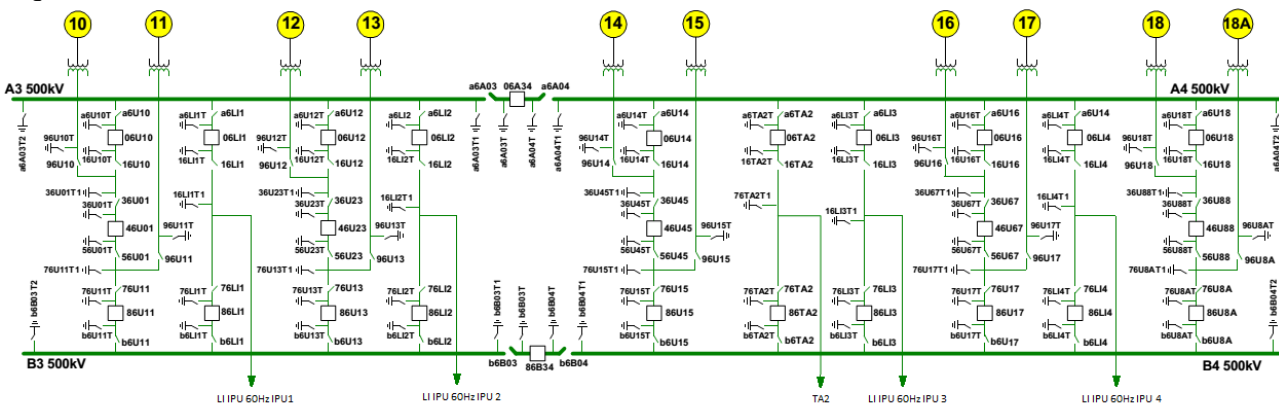 10 11 12 13 14 15 16 17 18 18A
A3 500kV a6A03 06A34 a6A04 A4 500kV
a6A03T2 a6A03T1 a6A03T a6A04T a6A04T1
a6U10T a6U10 a6LI1T a6LI1 a6U12T a6U12 a6LI2 a6LI2 a6U14T a6U14 a6TA2T a6TA2 a6LI3T a6LI3 a6U16T a6U16 a6LI4T a6LI4 a6U18T a6U18
96U10T 06U10 06LI1 96U12T 06U12 06LI2 96U14T 06U14 06TA2 06LI3 96U16T 06U16 06LI4 96U18T 06U18
96U10 16U10T 16U10 16LI1T 16LI1 96U12 16U12T 16U12 16LI2T 16LI2 96U14 16U14T 16U14 16TA2T 16TA2 16LI3T 16LI3 96U16 16U16T 16U16 16LI4T 16LI4 96U18 16U18T 16U18
36U01T1 16LI1T1 36U23T1 16LI2T1 36U45T1 76TA2T1 16LI3T1 36U67T1 16LI4T1 36U88T1
36U01T 36U01 36U23T 36U23 36U45T 36U45 36U67T 36U67 36U88T 36U88
46U01 96U11T 46U23 96U13T 46U45 96U15T 46U67 96U17T 46U88 96U8AT
56U01T 56U01 96U11 56U23T 56U23 96U13 56U45T 56U45 96U15 56U67T 56U67 96U17 56U88T 56U88 96U8A
76U11T1 76U13T1 76U15T1 76U17T1 76U8AT1
76U11T 76U11 76LI1T 76LI1 76U13T 76U13 76LI2T 76LI2 76U15T 76U15 76TA2T 76TA2 76LI3T 76LI3 76U17T 76U17 76LI4T 76LI4 76U8AT 76U8A
86U11 86LI1 86U13 86LI2 86U15 86TA2 86LI3 86U17 86LI4 86U8A
b6U11T b6U11 b6LI1T b6LI1 b6U13T b6U13 b6LI2T b6LI2 b6U15T b6U15 b6TA2T b6TA2 b6LI3T b6LI3 b6U17T b6U17 b6LI4T b6LI4 b6U8AT b6U8A
b6B03T2 b6B03T1 b6B03T b6B04T b6B04T1 b6B04T2
B3 500kV b6B03 86B34 b6B04 B4 500kV
LI IPU 60Hz IPU1 LI IPU 60Hz IPU 2 TA2 LI IPU 60Hz IPU 3 LI IPU 60Hz IPU 4